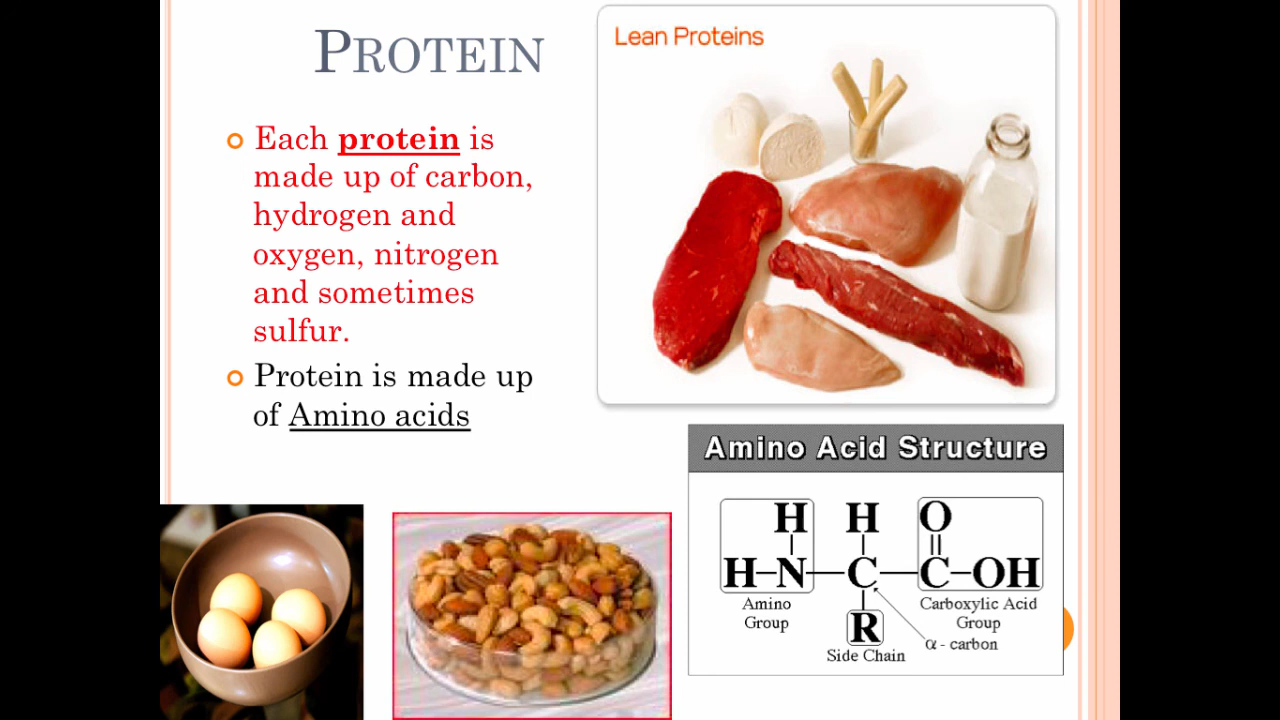 PROTEIN
Each protein is
made up of carbon,
hydrogen and
oxygen, nitrogen
and sometimes
sulfur.
Protein is made up
of Amino acids
Lean Proteins
Amino Acid Structure
H H O
H–N–C–C–OH
Amino
Group
Carboxylic Acid
Group
R
α - carbon
Side Chain